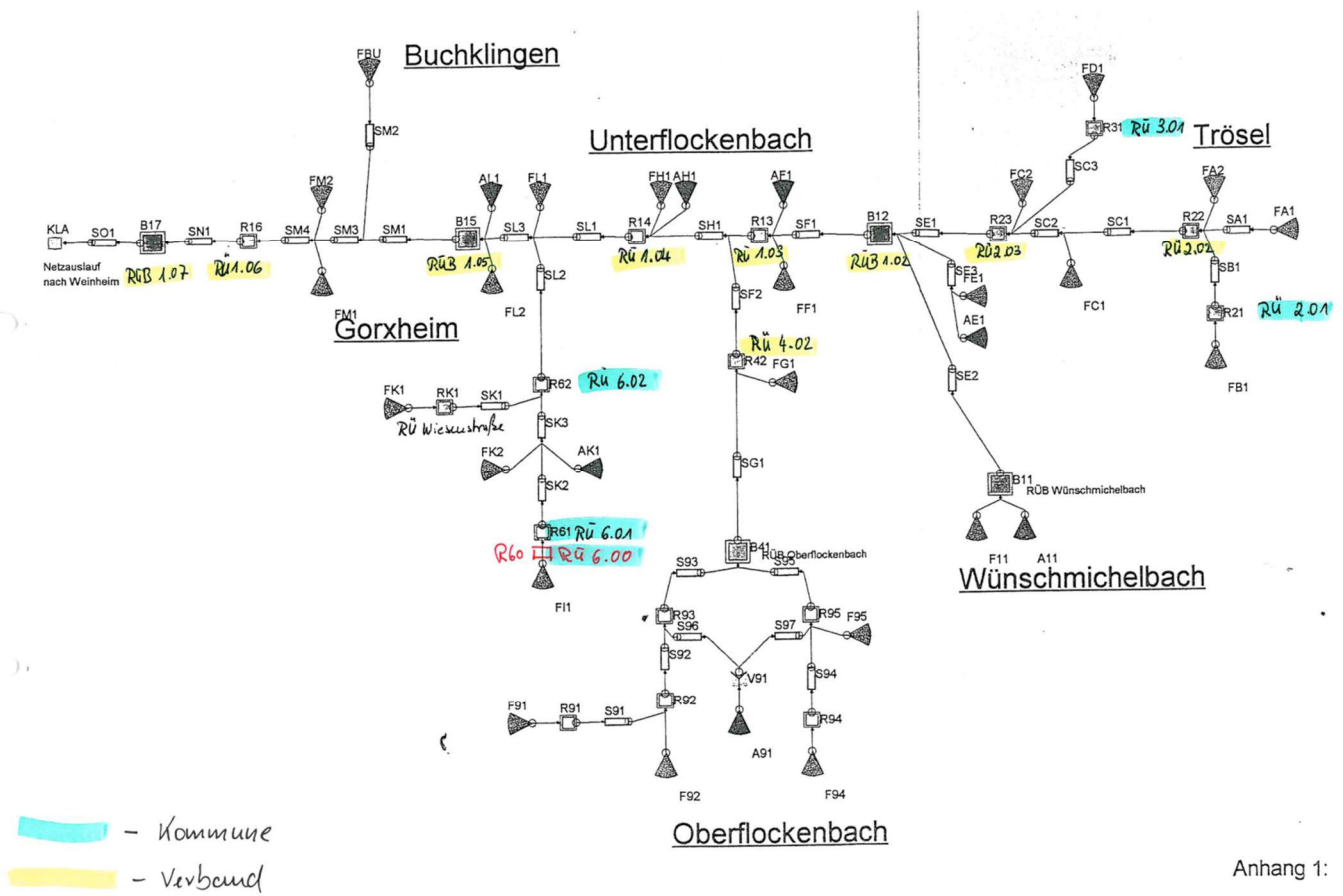 Buchklingen
FBU
SM2
Unterflockenbach
FD1
R31 RÜ 3.01
Trösel
SC3
FM2
AL1
FL1
FH1
AH1
AF1
FC2
FA2
KLA
SO1
B17
SN1
R16
SM4
SM3
SM1
B15
SL3
SL1
R14
SH1
R13
SF1
B12
SE1
R23
SC2
SC1
R22
SA1
FA1
Netzauslauf
nach Weinheim
RÜB 1.07
RÜ 1.06
RÜB 1.05
RÜ 1.04
RÜ 1.03
RÜB 1.02
RÜ 2.03
RÜ 2.02
SL2
SF2
SE3
FE1
SB1
FM1
FL2
FF1
AE1
FC1
R21
RÜ 2.01
Gorxheim
RÜ 4.02
R42
FG1
FB1
SE2
R62
RÜ 6.02
FK1
RK1
SK1
RÜ Wiesenstraße
SK3
FK2
AK1
SG1
SK2
B11
RÜB Wünschmichelbach
R61 RÜ 6.01
R60 RÜ 6.00
FI1
B41
RÜB Oberflockenbach
S93
S95
F11
A11
Wünschmichelbach
R93
R95
S96
S97
F95
S92
V91
S94
F91
R91
S91
R92
R94
A91
F92
F94
Oberflockenbach
– Kommune
– Verband
Anhang 1: